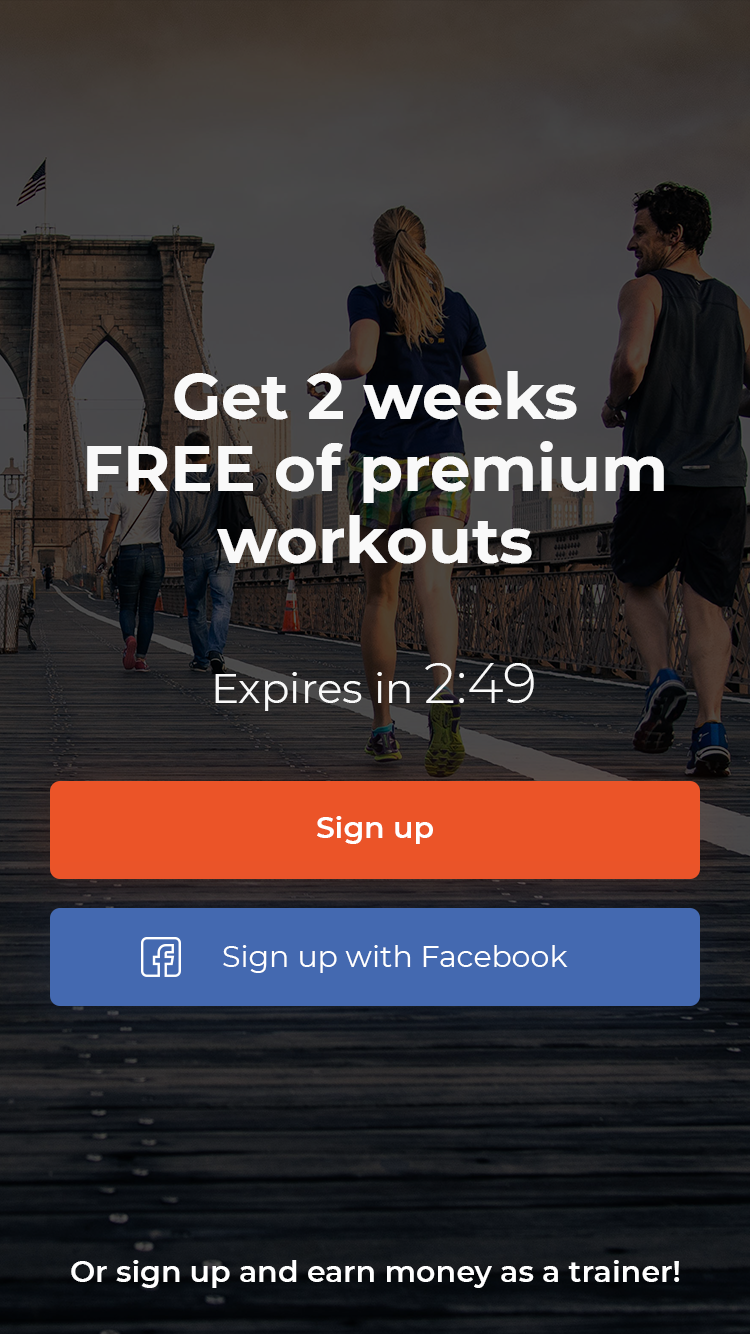 Get 2 weeks
FREE of premium
workouts
Expires in 2:49
Sign up
Sign up with Facebook
Or sign up and earn money as a trainer!